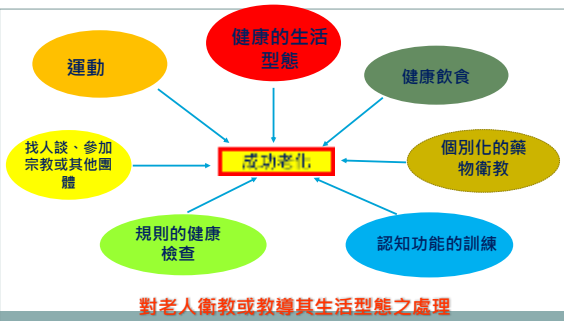 健康的生活
型態
運動
健康飲食
找人談、參加
宗教或其他團
體
成功老化
個別化的藥
物衛教
規則的健康
檢查
認知功能的訓練
對老人衛教或教導其生活型態之處理